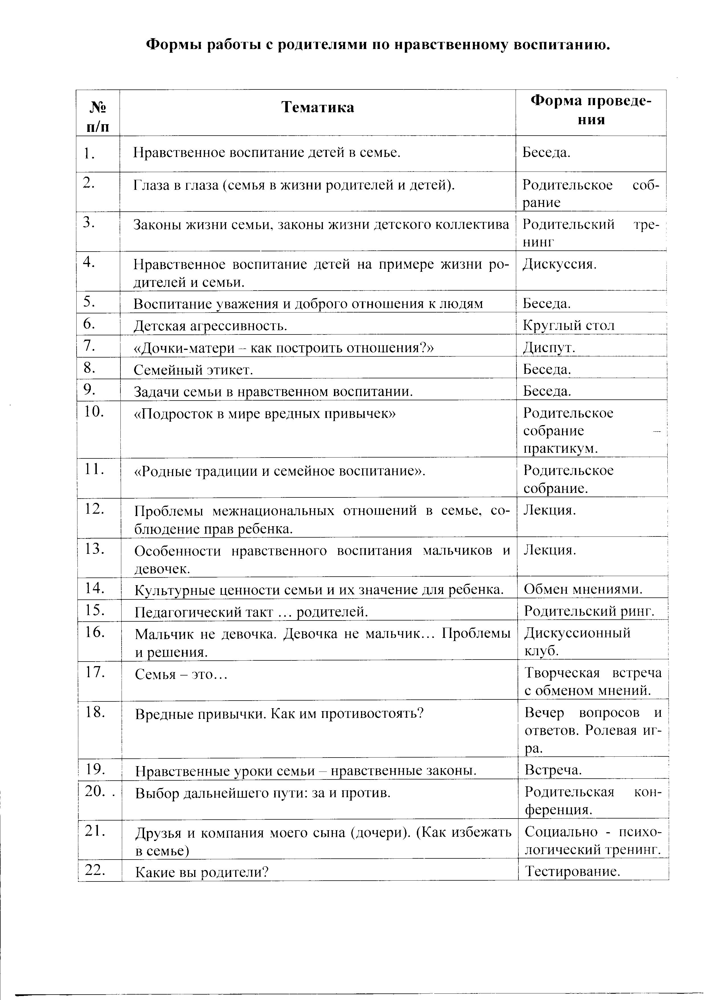 Формы работы с родителями по нравственному воспитанию.
№
п/п
Тематика
Форма проведе-
ния
1.
Нравственное воспитание детей в семье.
Беседа.
2.
Глаза в глаза (семья в жизни родителей и детей).
Родительское соб-
рание
3.
Законы жизни семьи, законы жизни детского коллектива
Родительский тре-
нинг
4.
Нравственное воспитание детей на примере жизни ро-
дителей и семьи.
Дискуссия.
5.
Воспитание уважения и доброго отношения к людям
Беседа.
6.
Детская агрессивность.
Круглый стол
7.
«Дочки-матери – как построить отношения?»
Диспут.
8.
Семейный этикет.
Беседа.
9.
Задачи семьи в нравственном воспитании.
Беседа.
10.
«Подросток в мире вредных привычек»
Родительское
собрание –
практикум.
11.
«Родные традиции и семейное воспитание».
Родительское
собрание.
12.
Проблемы межнациональных отношений в семье, со-
блюдение прав ребенка.
Лекция.
13.
Особенности нравственного воспитания мальчиков и
девочек.
Лекция.
14.
Культурные ценности семьи и их значение для ребенка.
Обмен мнениями.
15.
Педагогический такт … родителей.
Родительский ринг.
16.
Мальчик не девочка. Девочка не мальчик… Проблемы
и решения.
Дискуссионный
клуб.
17.
Семья – это…
Творческая встреча
с обменом мнений.
18.
Вредные привычки. Как им противостоять?
Вечер вопросов и
ответов. Ролевая иг-
ра.
19.
Нравственные уроки семьи – нравственные законы.
Встреча.
20. .
Выбор дальнейшего пути: за и против.
Родительская кон-
ференция.
21.
Друзья и компания моего сына (дочери). (Как избежать
в семье)
Социально - психо-
логический тренинг.
22.
Какие вы родители?
Тестирование.